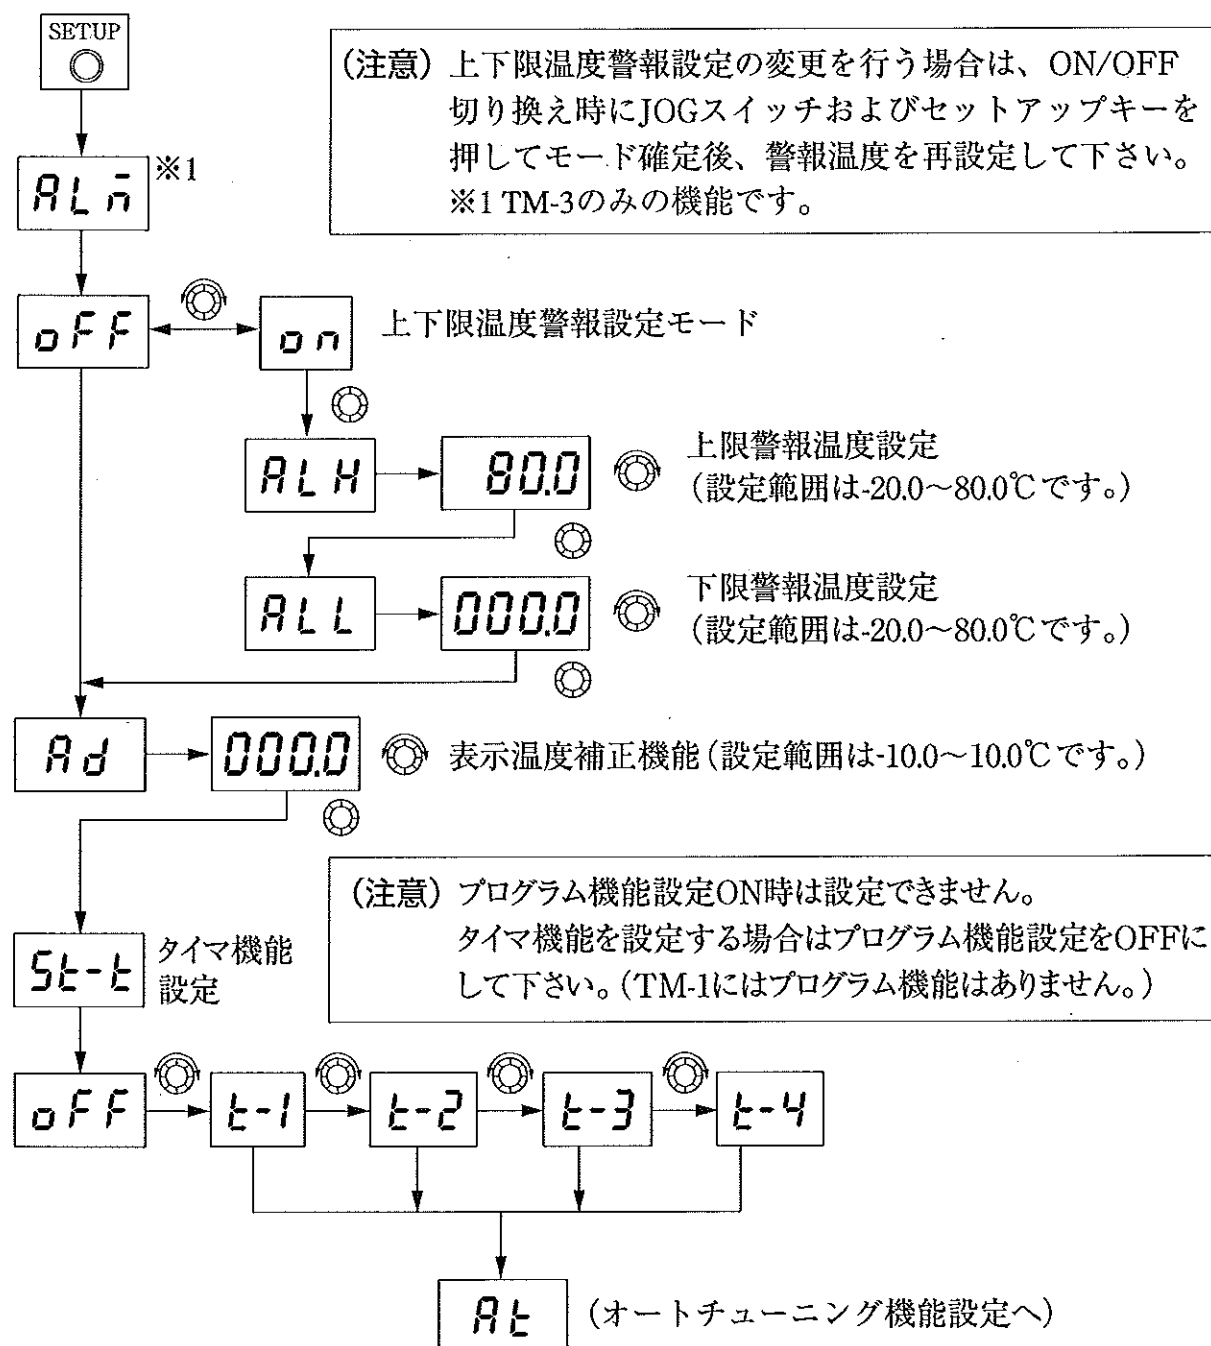 SETUP
(注意) 上下限温度警報設定の変更を行う場合は、ON/OFF
切り換え時にJOGスイッチおよびセットアップキーを
押してモード確定後、警報温度を再設定して下さい。
※1 TM-3のみの機能です。
ALm ※1
oFF on 上下限温度警報設定モード
ALH 80.0 上限警報温度設定
(設定範囲は-20.0～80.0℃です。)
ALL 000.0 下限警報温度設定
(設定範囲は-20.0～80.0℃です。)
Ad 000.0 表示温度補正機能(設定範囲は-10.0～10.0℃です。)
(注意) プログラム機能設定ON時は設定できません。
タイマ機能を設定する場合はプログラム機能設定をOFFに
して下さい。(TM-1にはプログラム機能はありません。)
St-t タイマ機能
設定
oFF t-1 t-2 t-3 t-4
At (オートチューニング機能設定へ)